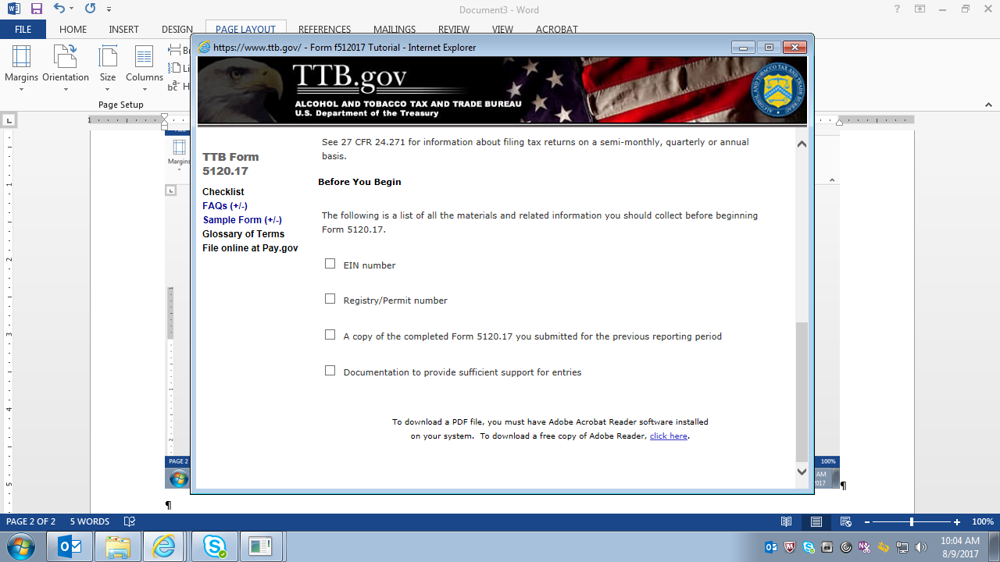 Document3 - Word
FILE HOME INSERT DESIGN PAGE LAYOUT REFERENCES MAILINGS REVIEW VIEW ACROBAT
https://www.ttb.gov/ - Form f512017 Tutorial - Internet Explorer
Margins Orientation Size Columns
Page Setup
TTB.gov
ALCOHOL AND TOBACCO TAX AND TRADE BUREAU
U.S. Department of the Treasury
TTB Form
5120.17
Checklist
FAQs (+/-)
Sample Form (+/-)
Glossary of Terms
File online at Pay.gov
See 27 CFR 24.271 for information about filing tax returns on a semi-monthly, quarterly or annual
basis.
Before You Begin
The following is a list of all the materials and related information you should collect before beginning
Form 5120.17.
EIN number
Registry/Permit number
A copy of the completed Form 5120.17 you submitted for the previous reporting period
Documentation to provide sufficient support for entries
To download a PDF file, you must have Adobe Acrobat Reader software installed
on your system. To download a free copy of Adobe Reader, click here.
Margins
PAGE 2
100%
AM
2017
PAGE 2 OF 2 5 WORDS
100%
10:04 AM
8/9/2017